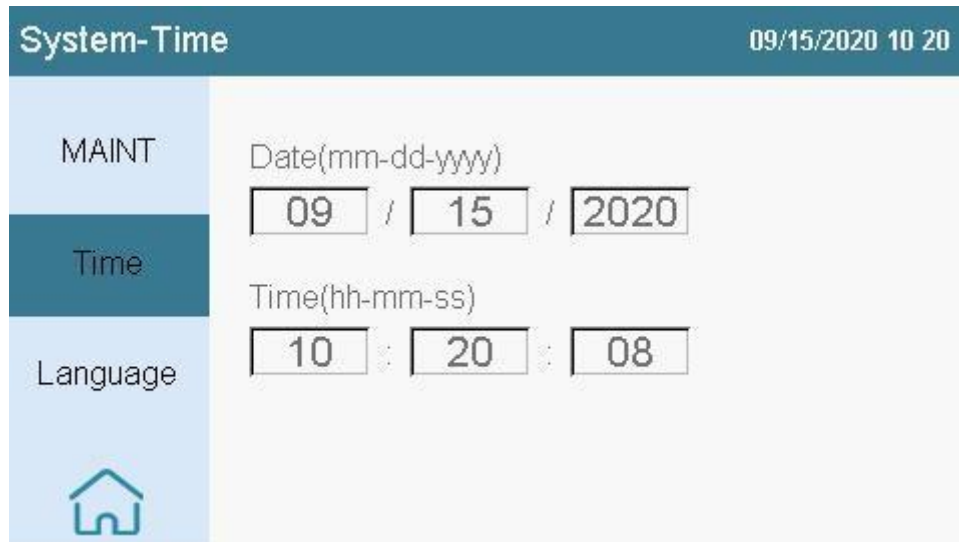 System-Time
09/15/2020 10 20
MAINT
Time
Language
Date(mm-dd-yyyy)
09 / 15 / 2020
Time(hh-mm-ss)
10 : 20 : 08